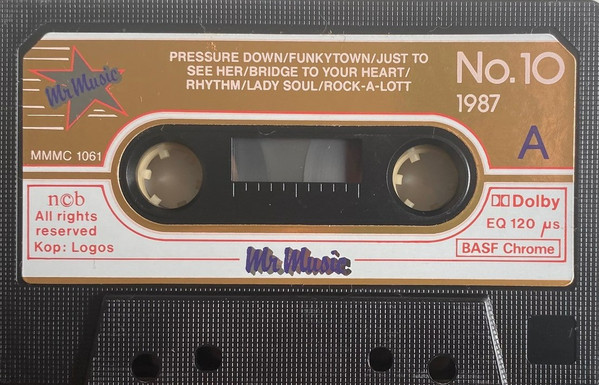 Mr. Music
PRESSURE DOWN/FUNKYTOWN/JUST TO
SEE HER/BRIDGE TO YOUR HEART/
RHYTHM/LADY SOUL/ROCK-A-LOTT
No.10
1987
A
MMMC 1061
n©b
All rights
reserved
Kop: Logos
Dolby
EQ 120 µs
BASF Chrome
Mr. Music